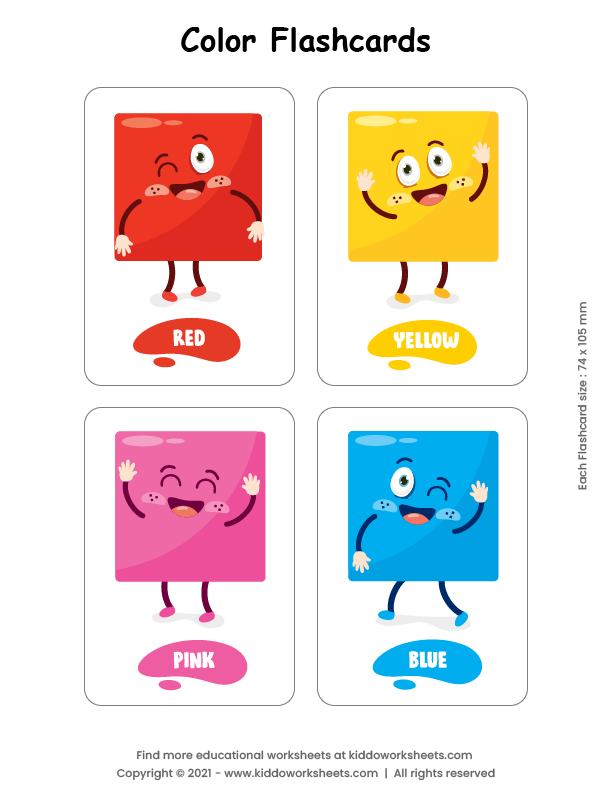 Color Flashcards
RED
YELLOW
Each Flashcard size : 74 x 105 mm
PINK
BLUE
Find more educational worksheets at kiddoworksheets.com
Copyright © 2021 - www.kiddoworksheets.com | All rights reserved